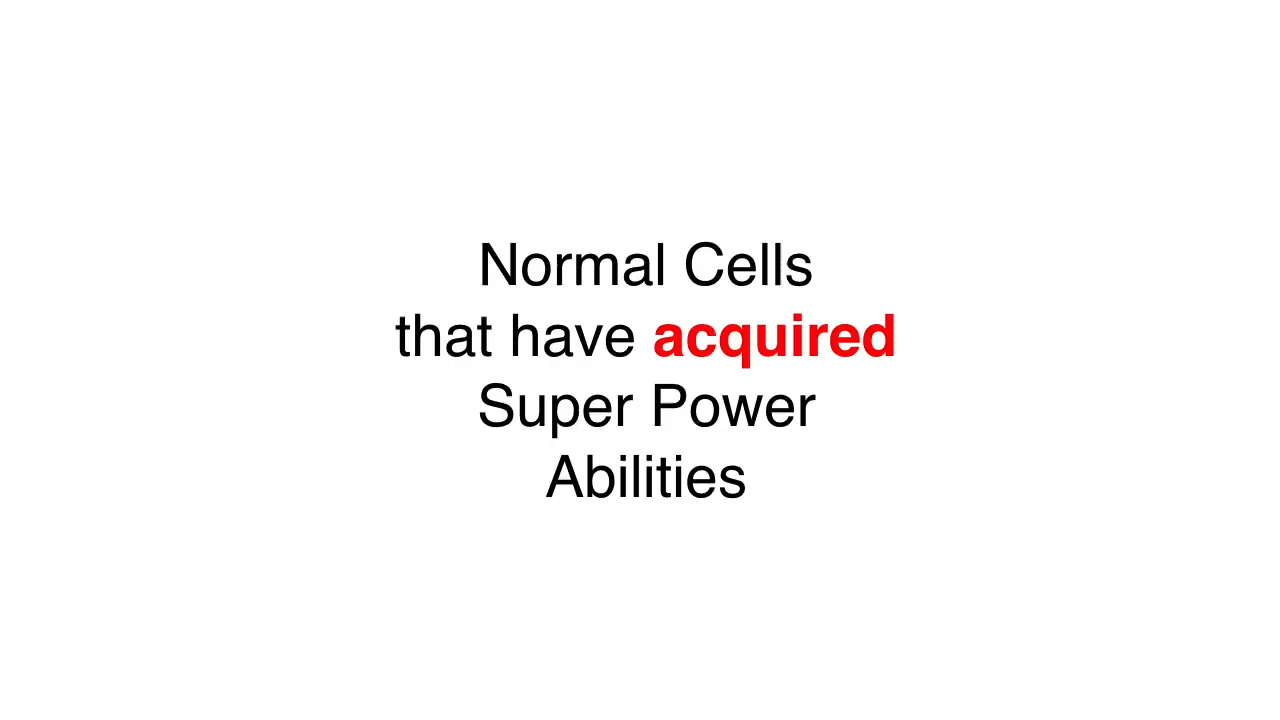 Normal Cells
that have acquired
Super Power
Abilities